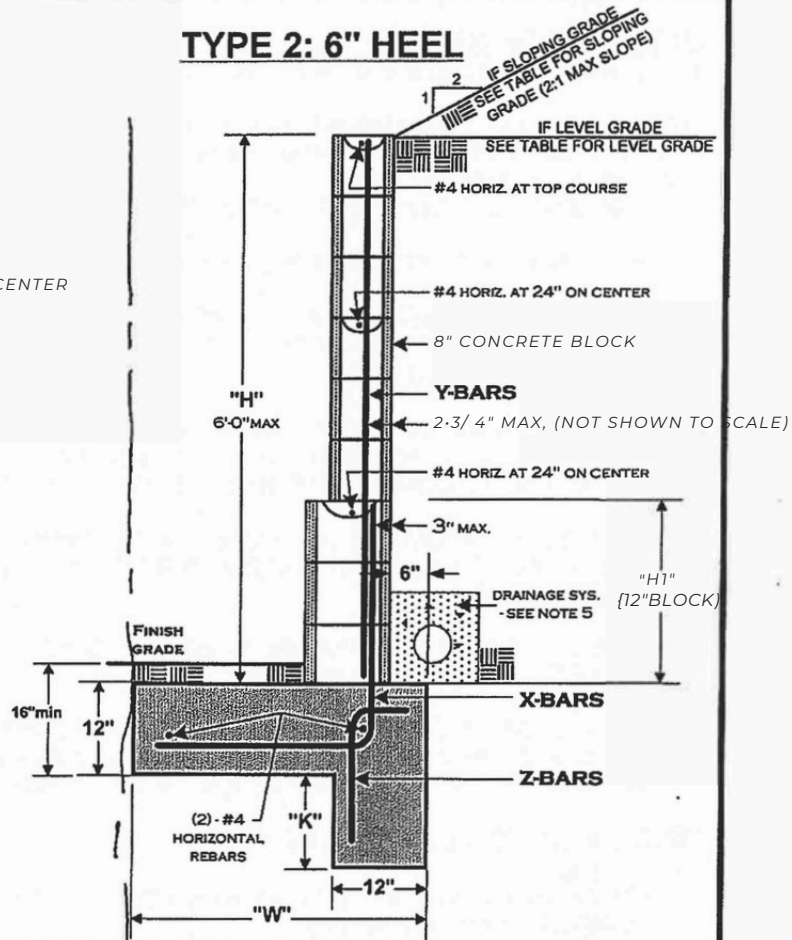 TYPE 2: 6" HEEL
IF SLOPING GRADE
SEE TABLE FOR SLOPING
GRADE (2:1 MAX SLOPE)
2
1
IF LEVEL GRADE
SEE TABLE FOR LEVEL GRADE
#4 HORIZ. AT TOP COURSE
CENTER
#4 HORIZ. AT 24" ON CENTER
8" CONCRETE BLOCK
"H"
6'-0" MAX
Y-BARS
2-3/ 4" MAX, (NOT SHOWN TO SCALE)
#4 HORIZ. AT 24" ON CENTER
3" MAX.
6"
"H1"
{12"BLOCK)
DRAINAGE SYS.
- SEE NOTE 5
FINISH
GRADE
16"min
12"
X-BARS
Z-BARS
(2) - #4
HORIZONTAL
REBARS
"K"
12"
"W"